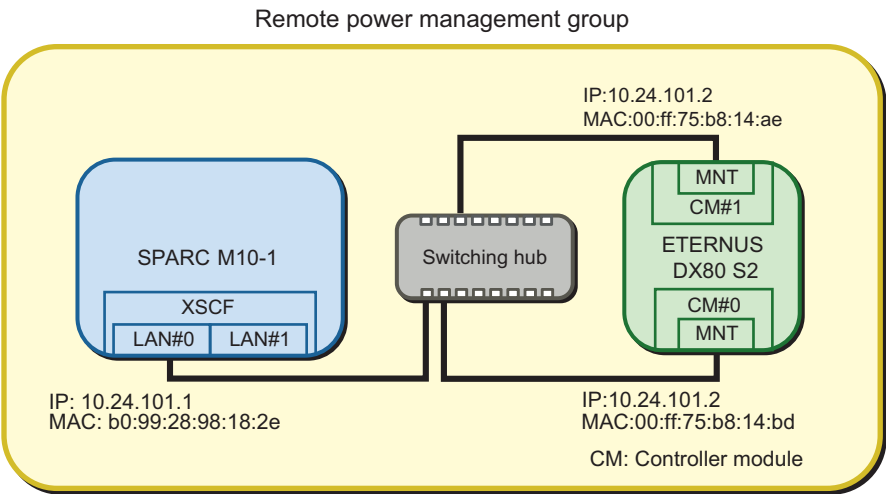 Remote power management group
IP:10.24.101.2
MAC:00:ff:75:b8:14:ae
MNT
CM#1
SPARC M10-1
Switching hub
ETERNUS
DX80 S2
XSCF
LAN#0
LAN#1
CM#0
MNT
IP: 10.24.101.1
MAC: b0:99:28:98:18:2e
IP:10.24.101.2
MAC:00:ff:75:b8:14:bd
CM: Controller module